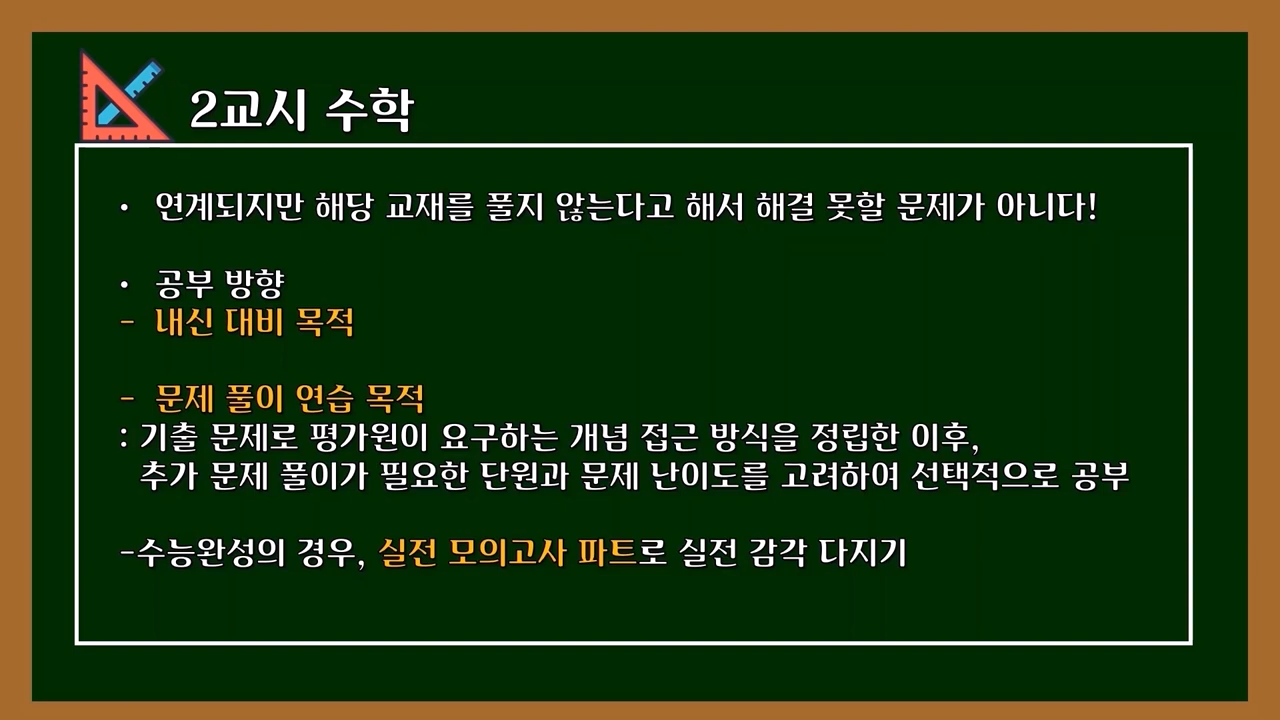 2교시 수학
• 연계되지만 해당 교재를 풀지 않는다고 해서 해결 못할 문제가 아니다!
• 공부 방향
- 내신 대비 목적
- 문제 풀이 연습 목적
: 기출 문제로 평가원이 요구하는 개념 접근 방식을 정립한 이후,
추가 문제 풀이가 필요한 단원과 문제 난이도를 고려하여 선택적으로 공부
-수능완성의 경우, 실전 모의고사 파트로 실전 감각 다지기